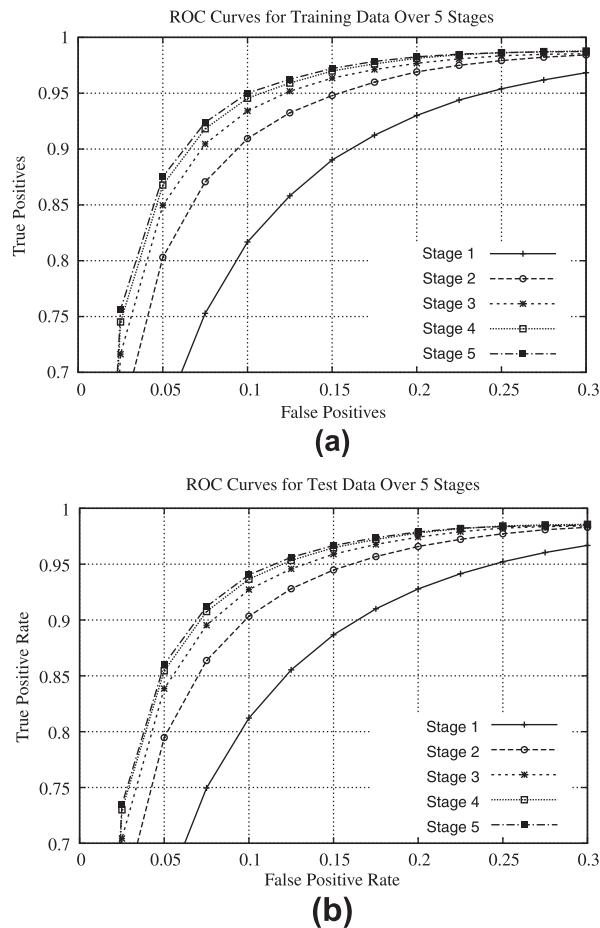 ROC Curves for Training Data Over 5 Stages
1
0.95
0.9
0.85
0.8
0.75
0.7
True Positives
Stage 1
Stage 2
Stage 3
Stage 4
Stage 5
0 0.05 0.1 0.15 0.2 0.25 0.3
False Positives
(a)
ROC Curves for Test Data Over 5 Stages
1
0.95
0.9
0.85
0.8
0.75
0.7
True Positive Rate
Stage 1
Stage 2
Stage 3
Stage 4
Stage 5
0 0.05 0.1 0.15 0.2 0.25 0.3
False Positive Rate
(b)